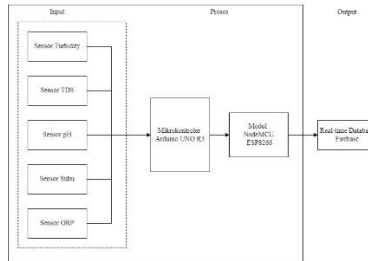 Input
Proses
Output
Sensor Turbidity
Sensor TDS
Sensor pH
Sensor Suhu
Sensor ORP
Mikrokontroler
Arduino UNO R3
Modul
NodeMCU
ESP8266
Real-time Database
Firebase